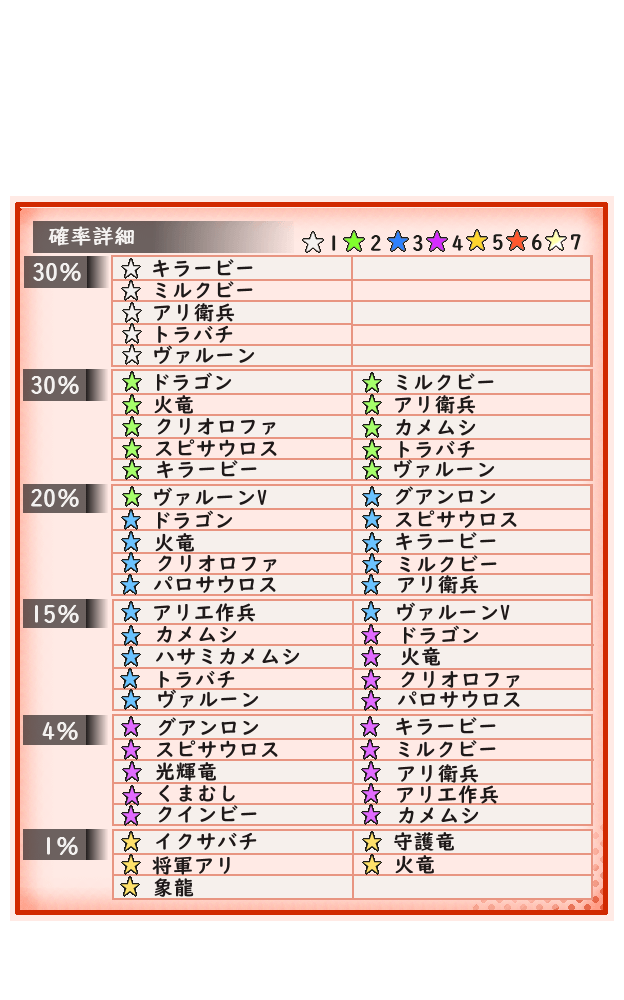 確率詳細 ☆1★2★3★4★5★6☆7
30%
☆キラービー
☆ミルクビー
☆アリ衛兵
☆トラバチ
☆ヴァルーン
30%
★ドラゴン ★ミルクビー
★火竜 ★アリ衛兵
★クリオロファ ★カメムシ
★スピサウロス ★トラバチ
★キラービー ★ヴァルーン
20%
★ヴァルーンV ★グアンロン
★ドラゴン ★スピサウロス
★火竜 ★キラービー
★クリオロファ ★ミルクビー
★パロサウロス ★アリ衛兵
15%
★アリエ作兵 ★ヴァルーンV
★カメムシ ★ドラゴン
★ハサミカメムシ ★火竜
★トラバチ ★クリオロファ
★ヴァルーン ★パロサウロス
4%
★グアンロン ★キラービー
★スピサウロス ★ミルクビー
★光輝竜 ★アリ衛兵
★くまむし ★アリエ作兵
★クインビー ★カメムシ
1%
★イクサバチ ★守護竜
★将軍アリ ★火竜
★象龍